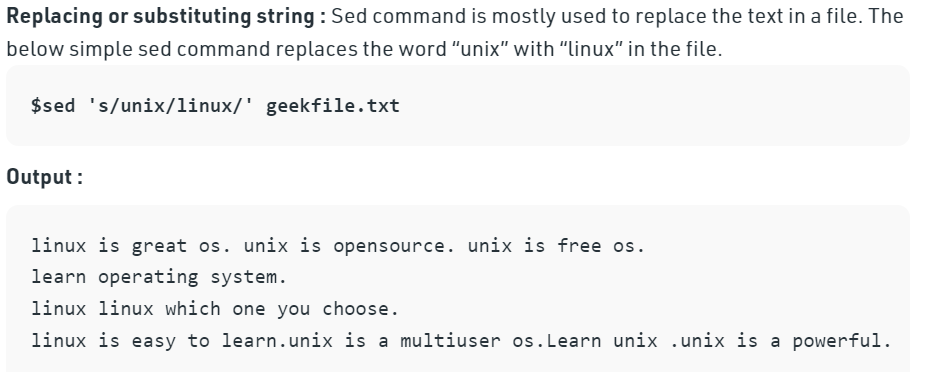 Replacing or substituting string : Sed command is mostly used to replace the text in a file. The
below simple sed command replaces the word “unix” with “linux” in the file.
$sed 's/unix/linux/' geekfile.txt
Output :
linux is great os. unix is opensource. unix is free os.
learn operating system.
linux linux which one you choose.
linux is easy to learn.unix is a multiuser os.Learn unix .unix is a powerful.